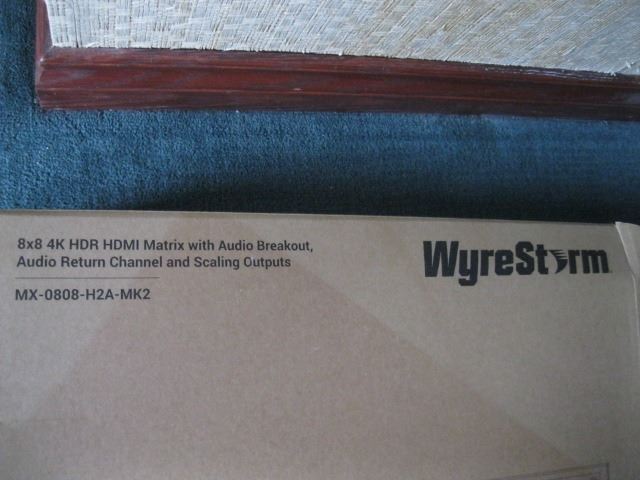 8x8 4K HDR HDMI Matrix with Audio Breakout,
Audio Return Channel and Scaling Outputs
MX-0808-H2A-MK2
WyreStorm